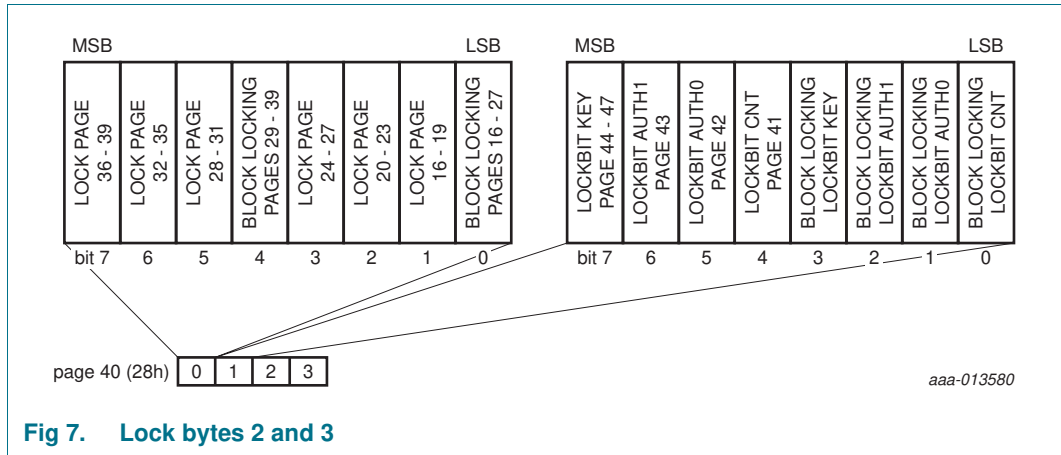 MSB LSB
LOCK PAGE
36 - 39
LOCK PAGE
32 - 35
LOCK PAGE
28 - 31
BLOCK LOCKING
PAGES 29 - 39
LOCK PAGE
24 - 27
LOCK PAGE
20 - 23
LOCK PAGE
16 - 19
BLOCK LOCKING
PAGES 16 - 27
bit 7 6 5 4 3 2 1 0
MSB LSB
LOCKBIT KEY
PAGE 44 - 47
LOCKBIT AUTH1
PAGE 43
LOCKBIT AUTH0
PAGE 42
LOCKBIT CNT
PAGE 41
BLOCK LOCKING
LOCKBIT KEY
BLOCK LOCKING
LOCKBIT AUTH1
BLOCK LOCKING
LOCKBIT AUTH0
BLOCK LOCKING
LOCKBIT CNT
bit 7 6 5 4 3 2 1 0
page 40 (28h) 0 1 2 3
aaa-013580
Fig 7. Lock bytes 2 and 3